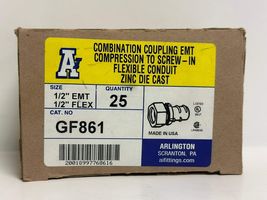 COMBINATION COUPLING EMT
COMPRESSION TO SCREW-IN
FLEXIBLE CONDUIT
ZINC DIE CAST
SIZE
QUANTITY
1/2" EMT
1/2" FLEX
25
CAT. NO
GF861
MADE IN USA
LISTED
ARLINGTON
SCRANTON, PA
aifittings.com
20018997760616